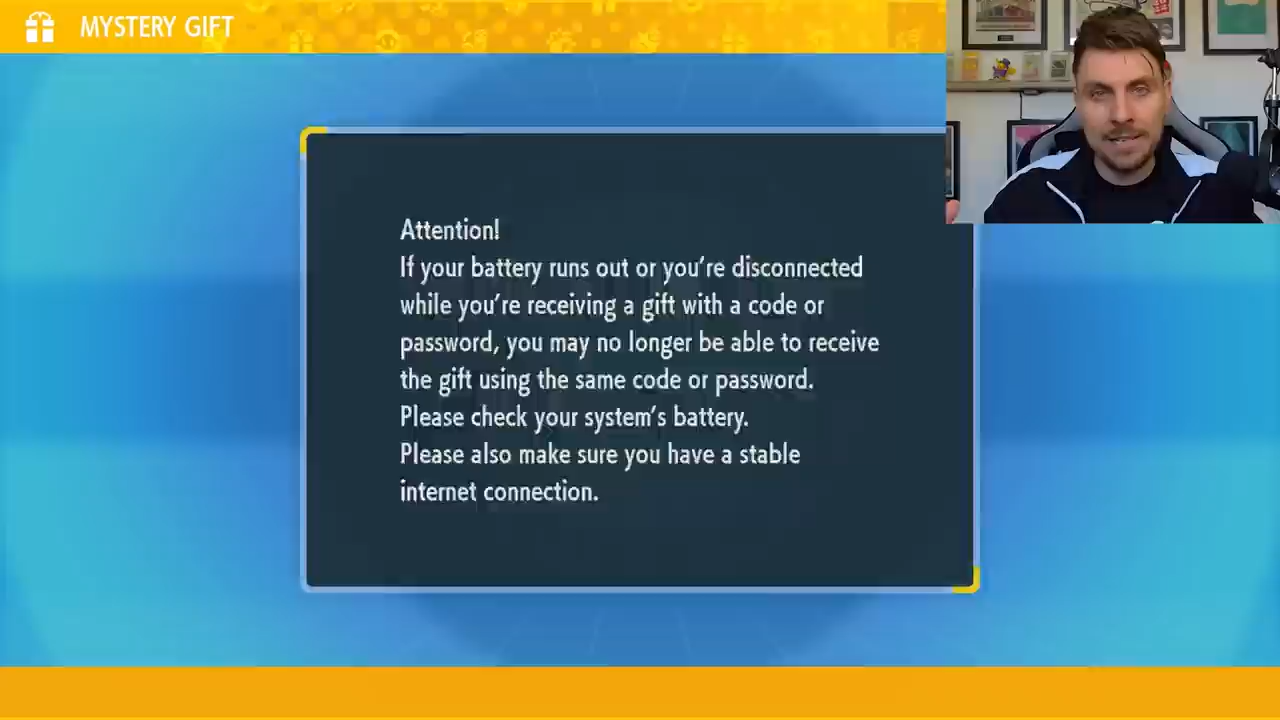 MYSTERY GIFT
Attention!
If your battery runs out or you're disconnected
while you're receiving a gift with a code or
password, you may no longer be able to receive
the gift using the same code or password.
Please check your system's battery.
Please also make sure you have a stable
internet connection.